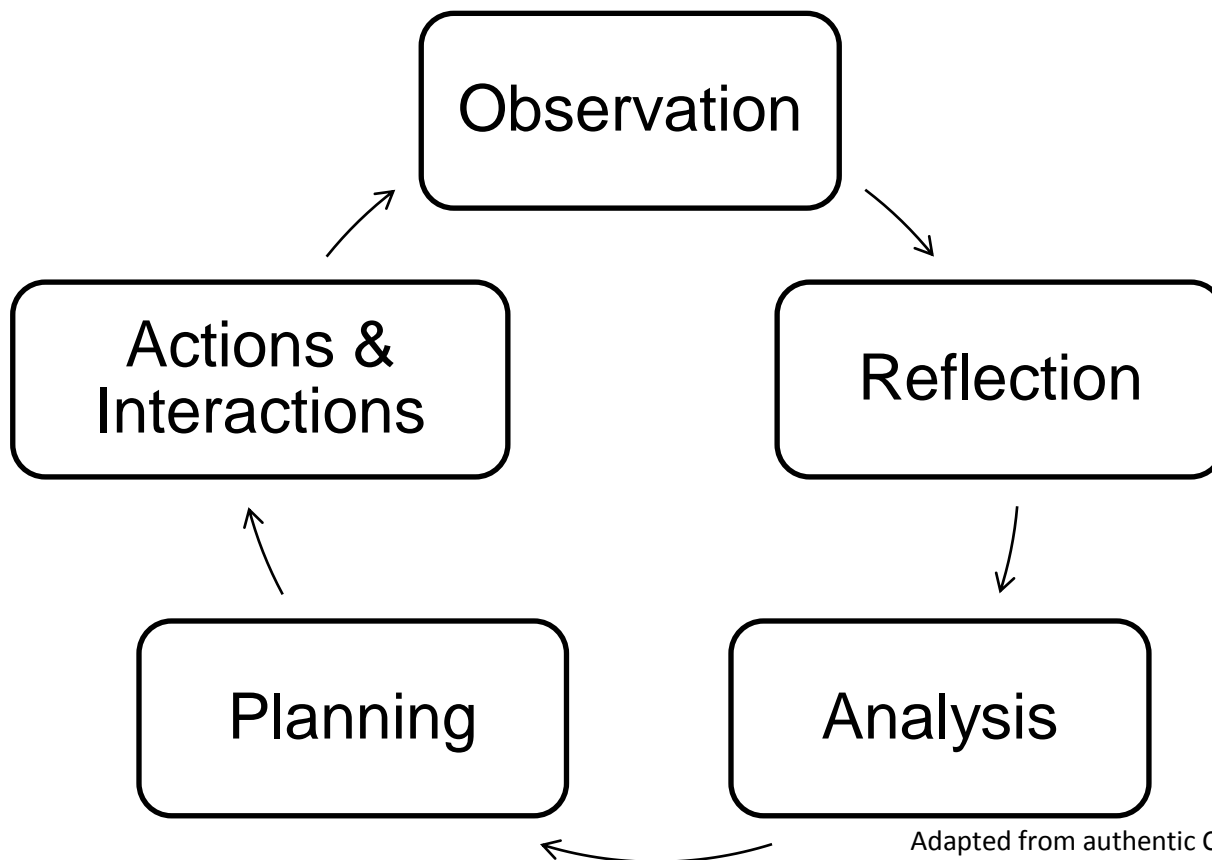 Observation
Reflection
Analysis
Planning
Actions &
Interactions
Adapted from authentic